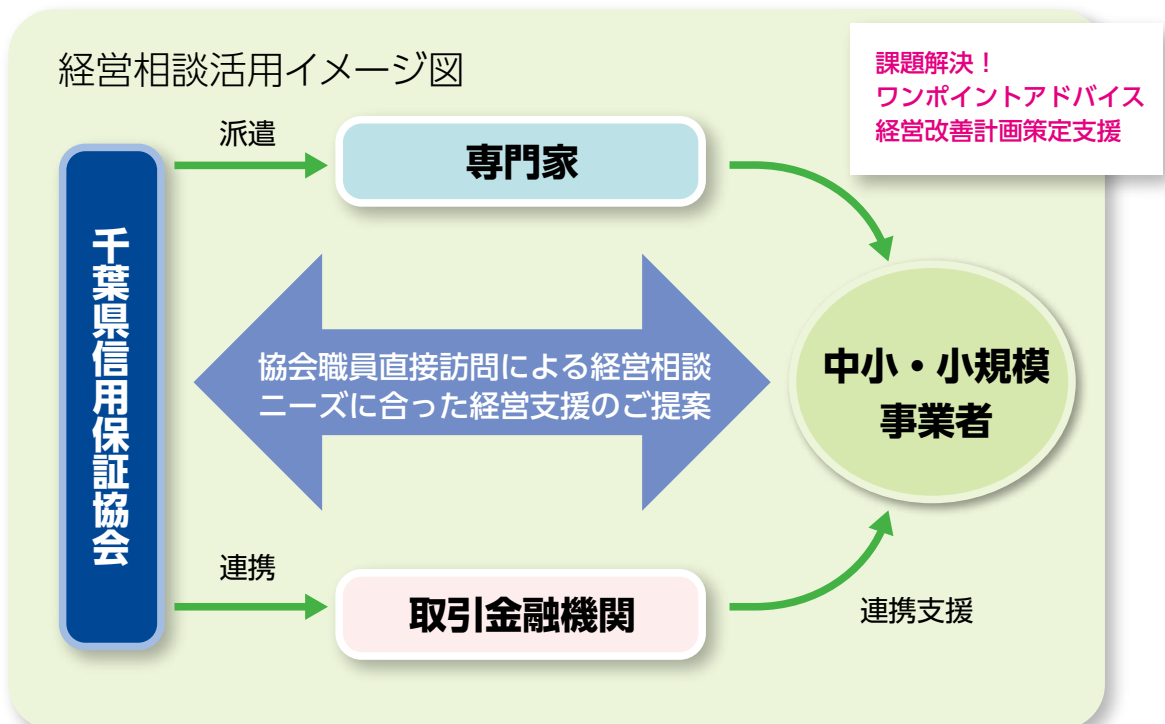 経営相談活用イメージ図
課題解決！
ワンポイントアドバイス
経営改善計画策定支援
派遣
専門家
千葉県信用保証協会
協会職員直接訪問による経営相談
ニーズに合った経営支援のご提案
中小・小規模
事業者
連携
取引金融機関
連携支援